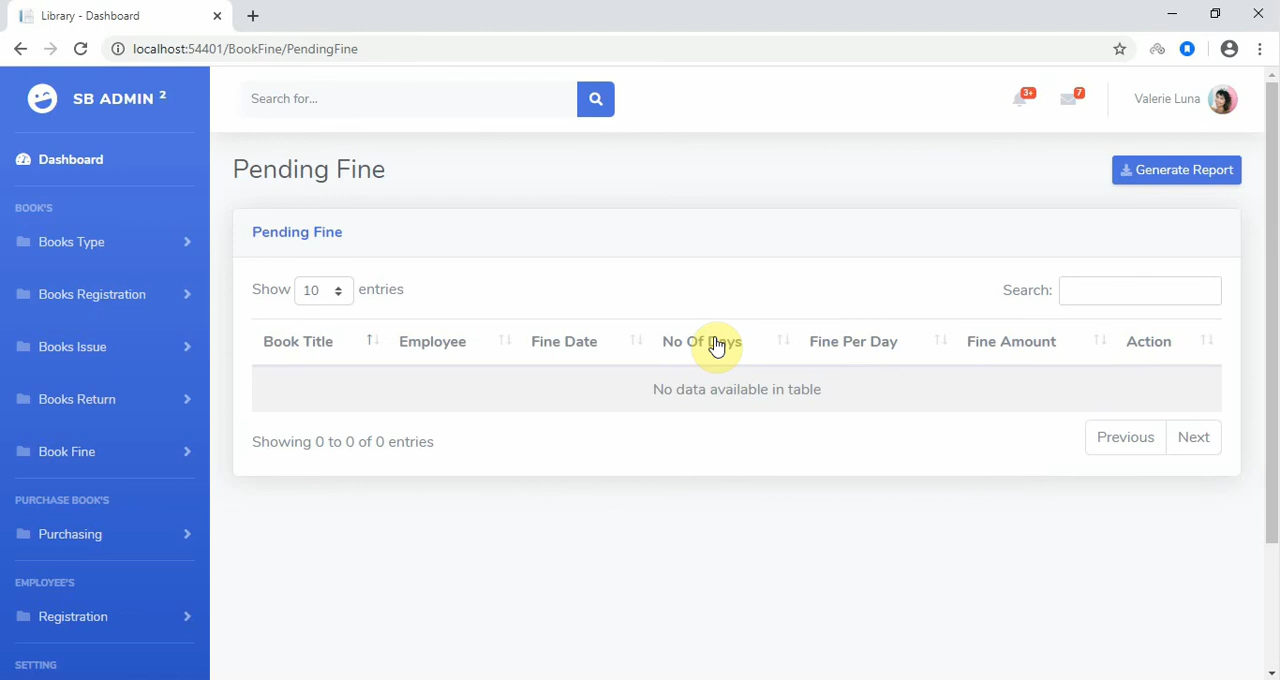 Library - Dashboard
localhost:54401/BookFine/PendingFine
SB ADMIN 2
Search for...
3+
7
Valerie Luna
Dashboard
Pending Fine
Generate Report
BOOK'S
Books Type
Books Registration
Books Issue
Books Return
Book Fine
PURCHASE BOOK'S
Purchasing
EMPLOYEE'S
Registration
SETTING
Pending Fine
Show 10 entries
Search:
Book Title Employee Fine Date No Of Days Fine Per Day Fine Amount Action
No data available in table
Showing 0 to 0 of 0 entries
Previous Next